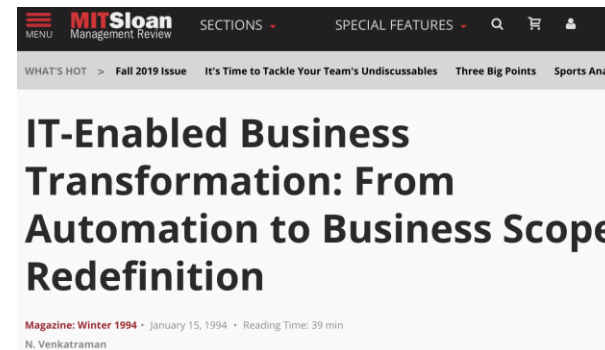 MENU
MITSloan
Management Review
SECTIONS
SPECIAL FEATURES
WHAT'S HOT > Fall 2019 Issue It's Time to Tackle Your Team's Undiscussables Three Big Points Sports Ana
IT-Enabled Business
Transformation: From
Automation to Business Scope
Redefinition
Magazine: Winter 1994 • January 15, 1994 • Reading Time: 39 min
N. Venkatraman